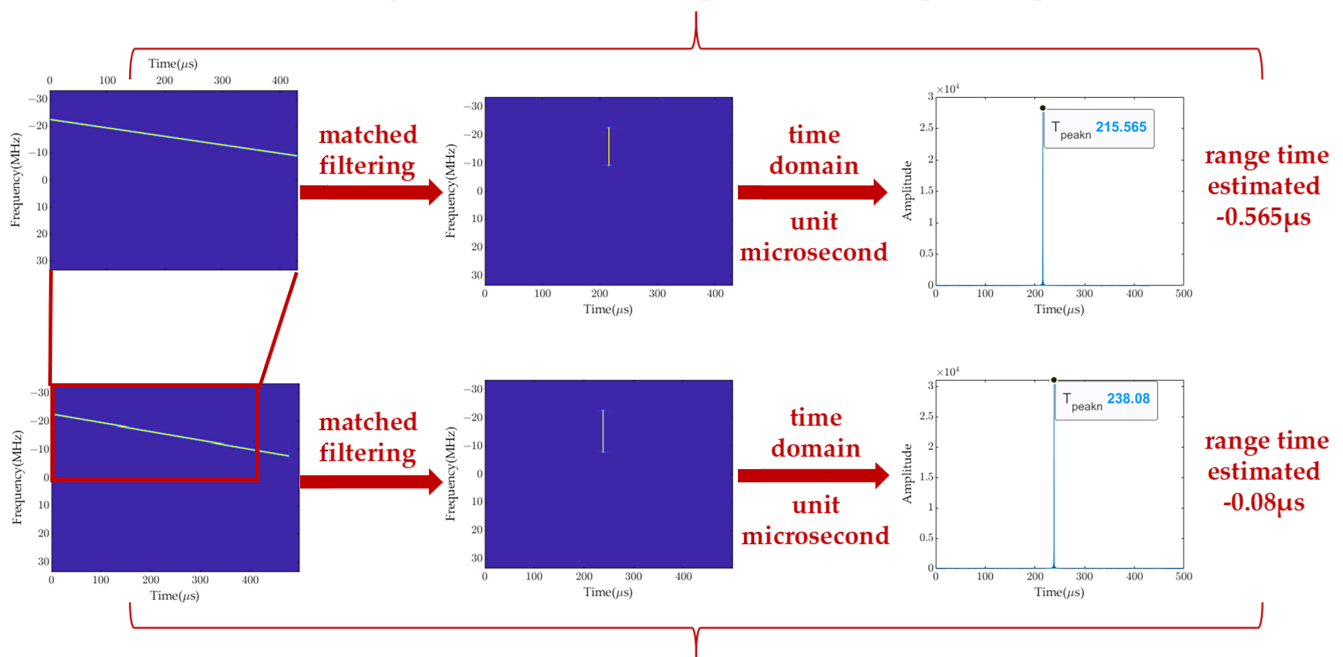 Time(μs)
0 100 200 300 400
−30
−20
−10
0
10
20
30
Frequency(MHz)
matched
filtering
−30
−20
−10
0
10
20
30
Frequency(MHz)
0 100 200 300 400
Time(μs)
time
domain
unit
microsecond
×10⁴
3
2.5
2
1.5
1
0.5
0
Amplitude
T_peakn 215.565
0 100 200 300 400 500
Time(μs)
range time
estimated
-0.565μs
−30
−20
−10
0
10
20
30
Frequency(MHz)
0 100 200 300 400
Time(μs)
matched
filtering
−30
−20
−10
0
10
20
30
Frequency(MHz)
0 100 200 300 400
Time(μs)
time
domain
unit
microsecond
×10⁴
3
2.5
2
1.5
1
0.5
0
Amplitude
T_peakn 238.08
0 100 200 300 400 500
Time(μs)
range time
estimated
-0.08μs